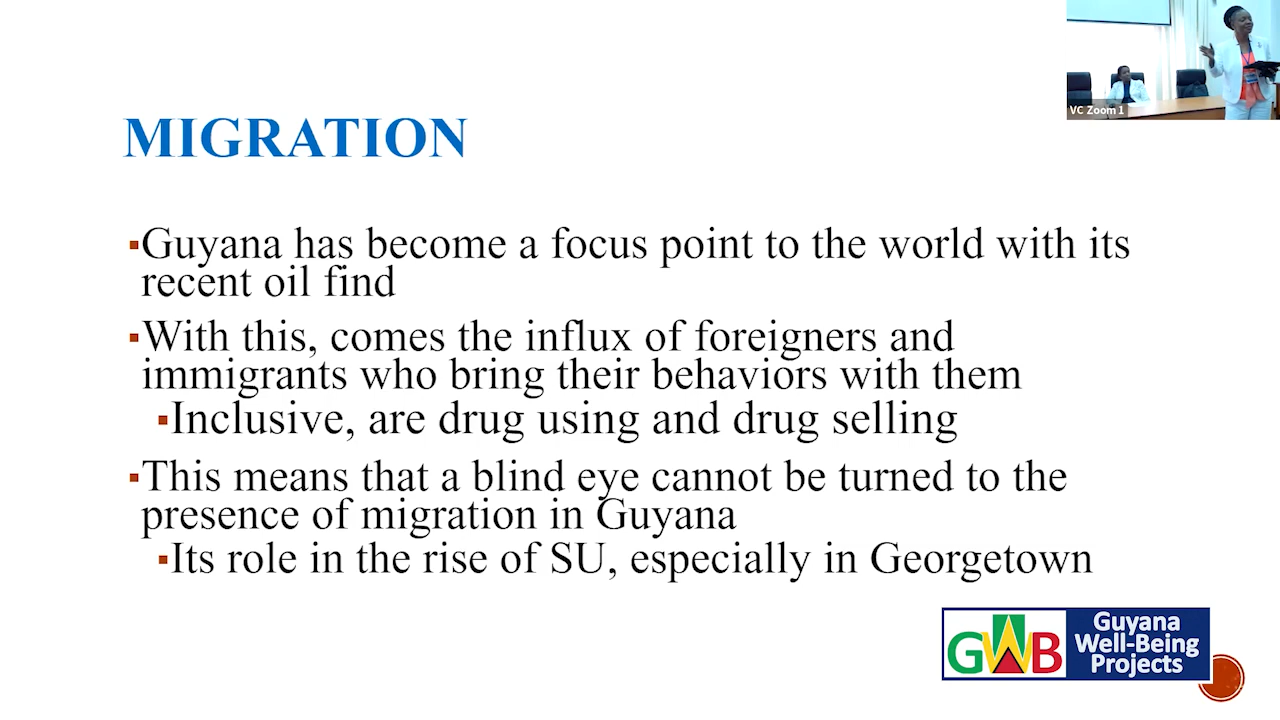 VC Zoom 1
MIGRATION
▪Guyana has become a focus point to the world with its
recent oil find
▪With this, comes the influx of foreigners and
immigrants who bring their behaviors with them
▪Inclusive, are drug using and drug selling
▪This means that a blind eye cannot be turned to the
presence of migration in Guyana
▪Its role in the rise of SU, especially in Georgetown
GWB
Guyana
Well-Being
Projects